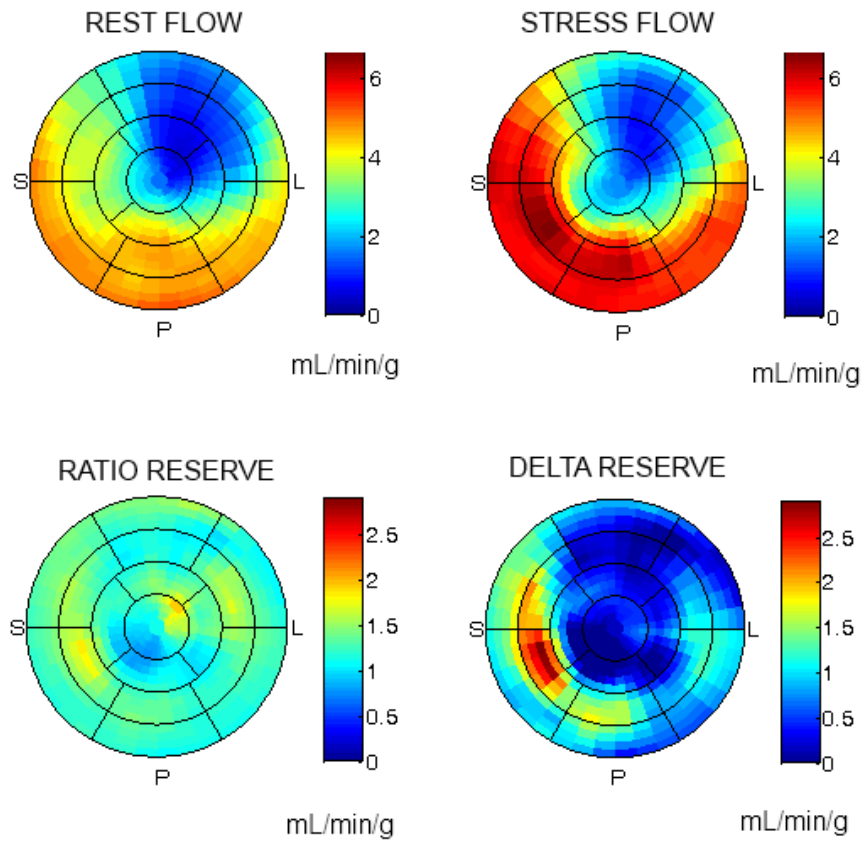 REST FLOW
STRESS FLOW
6
4
2
0
S
L
P
mL/min/g
6
4
2
0
S
L
P
mL/min/g
RATIO RESERVE
DELTA RESERVE
2.5
2
1.5
1
0.5
0
S
L
P
mL/min/g
2.5
2
1.5
1
0.5
0
S
L
P
mL/min/g